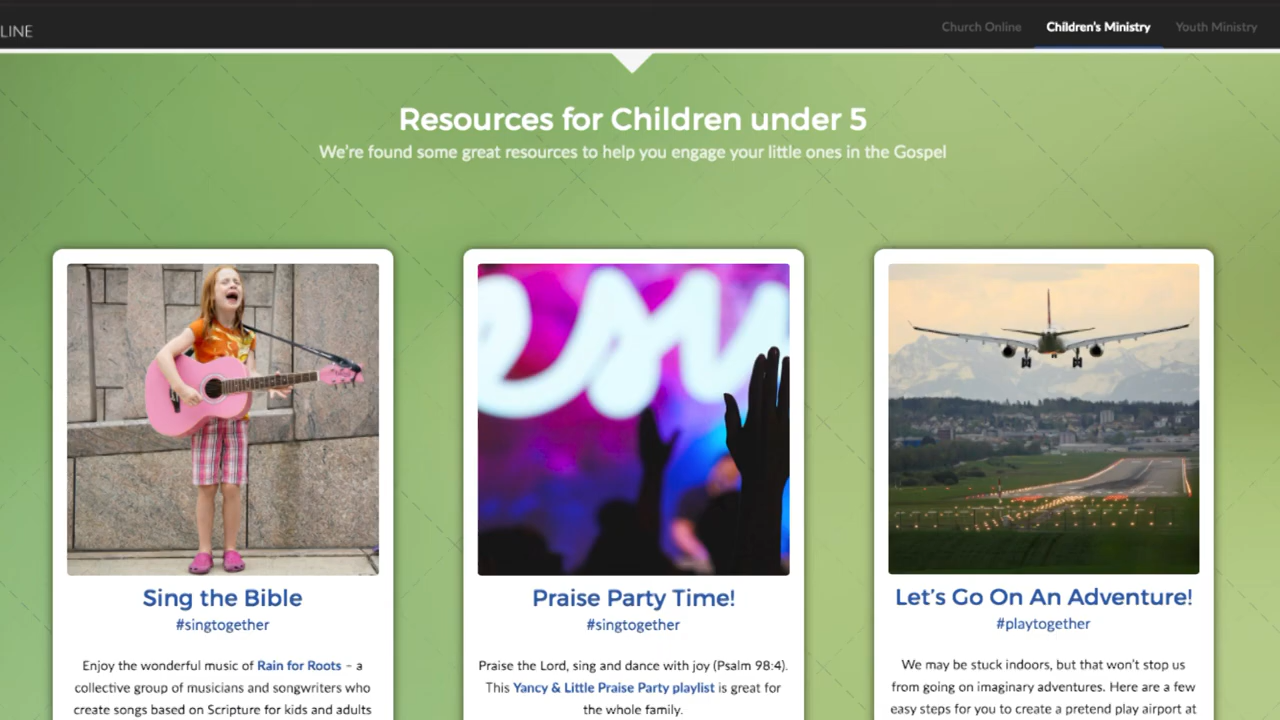 LINE
Church Online
Children's Ministry
Youth Ministry
Resources for Children under 5
We're found some great resources to help you engage your little ones in the Gospel
Sing the Bible
#singtogether
Enjoy the wonderful music of Rain for Roots – a
collective group of musicians and songwriters who
create songs based on Scripture for kids and adults
Praise Party Time!
#singtogether
Praise the Lord, sing and dance with joy (Psalm 98:4).
This Yancy & Little Praise Party playlist is great for
the whole family.
Let's Go On An Adventure!
#playtogether
We may be stuck indoors, but that won't stop us
from going on imaginary adventures. Here are a few
easy steps for you to create a pretend play airport at